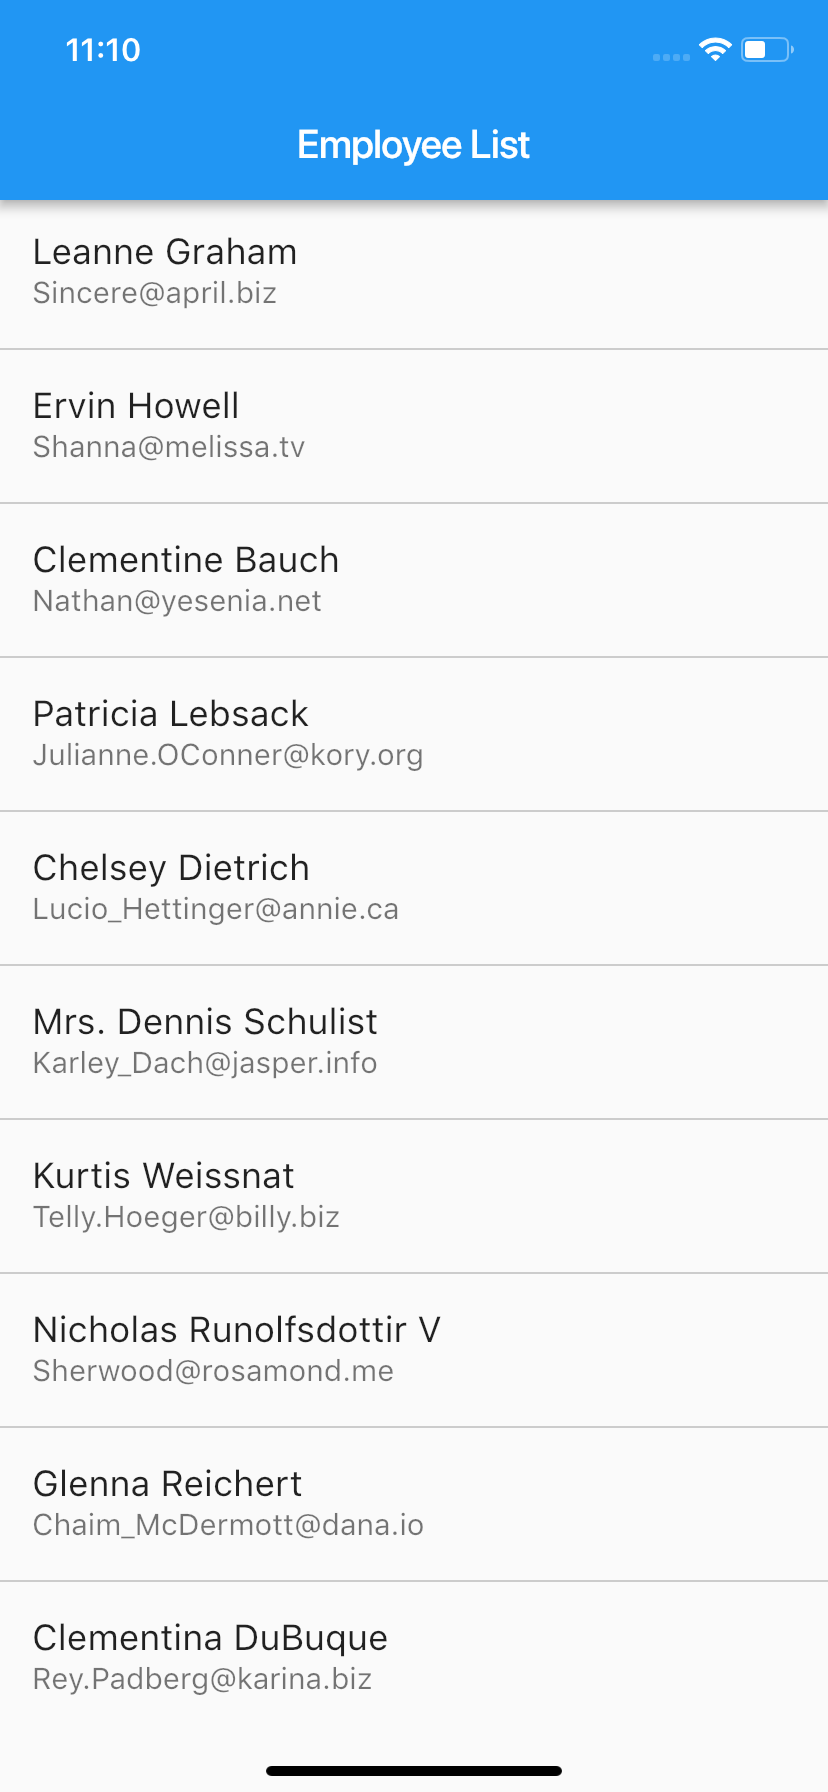 11:10
Employee List
Leanne Graham
Sincere@april.biz
Ervin Howell
Shanna@melissa.tv
Clementine Bauch
Nathan@yesenia.net
Patricia Lebsack
Julianne.OConner@kory.org
Chelsey Dietrich
Lucio_Hettinger@annie.ca
Mrs. Dennis Schulist
Karley_Dach@jasper.info
Kurtis Weissnat
Telly.Hoeger@billy.biz
Nicholas Runolfsdottir V
Sherwood@rosamond.me
Glenna Reichert
Chaim_McDermott@dana.io
Clementina DuBuque
Rey.Padberg@karina.biz